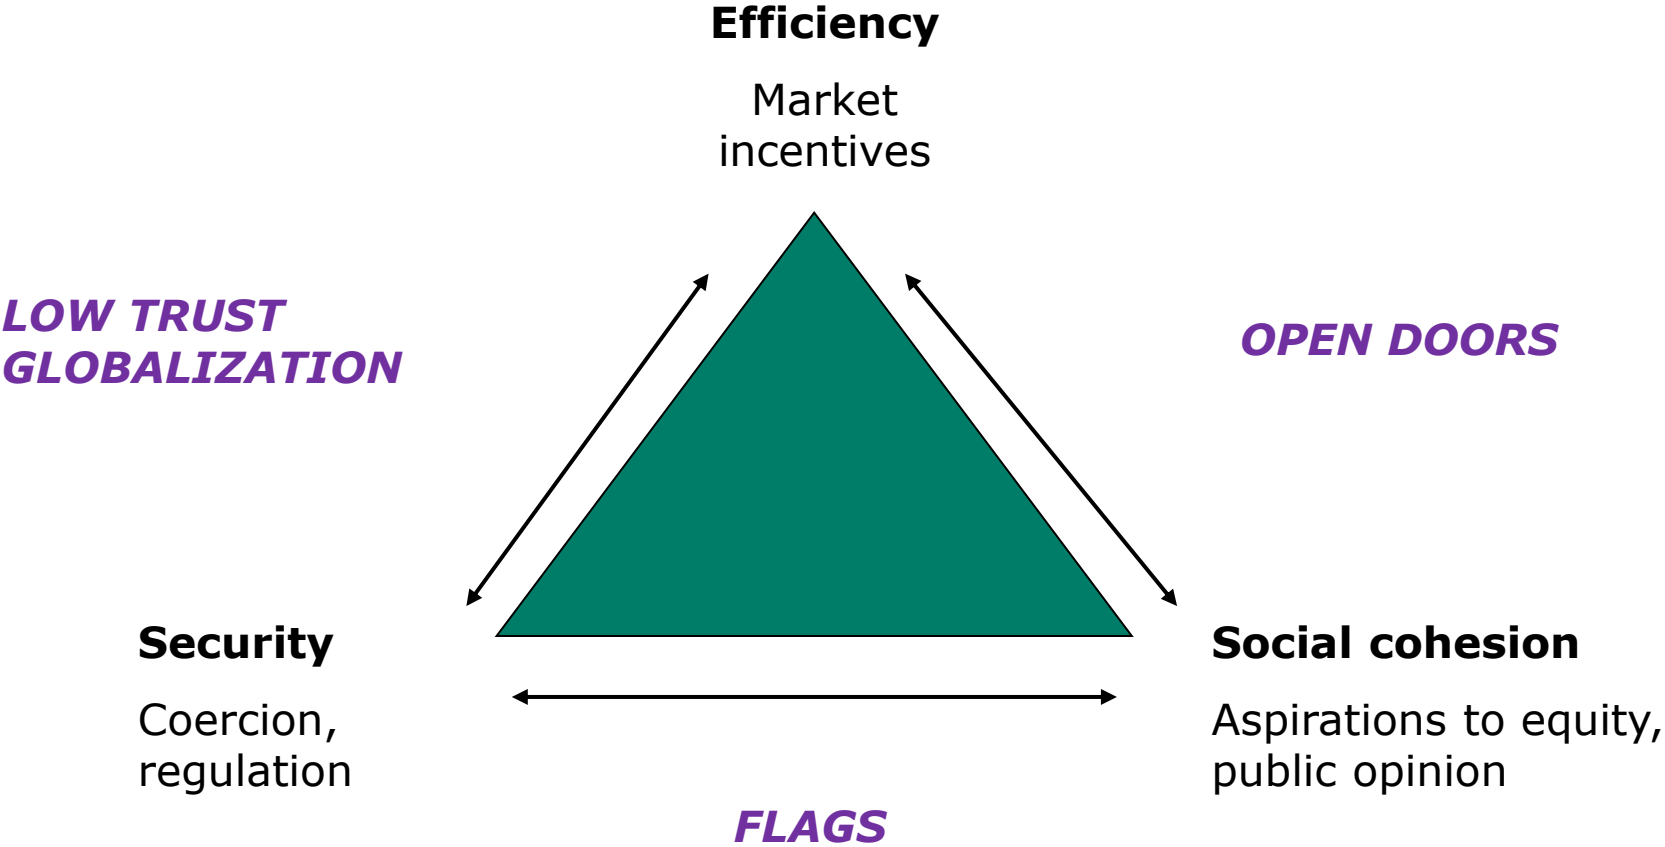 Efficiency
Market
incentives
LOW TRUST
GLOBALIZATION
OPEN DOORS
Security
Coercion,
regulation
Social cohesion
Aspirations to equity,
public opinion
FLAGS